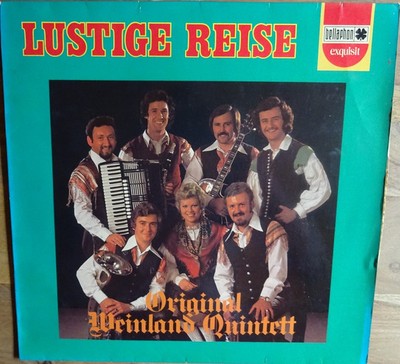 LUSTIGE REISE
bellaphon
exquisit
Original
Weinland Quintett